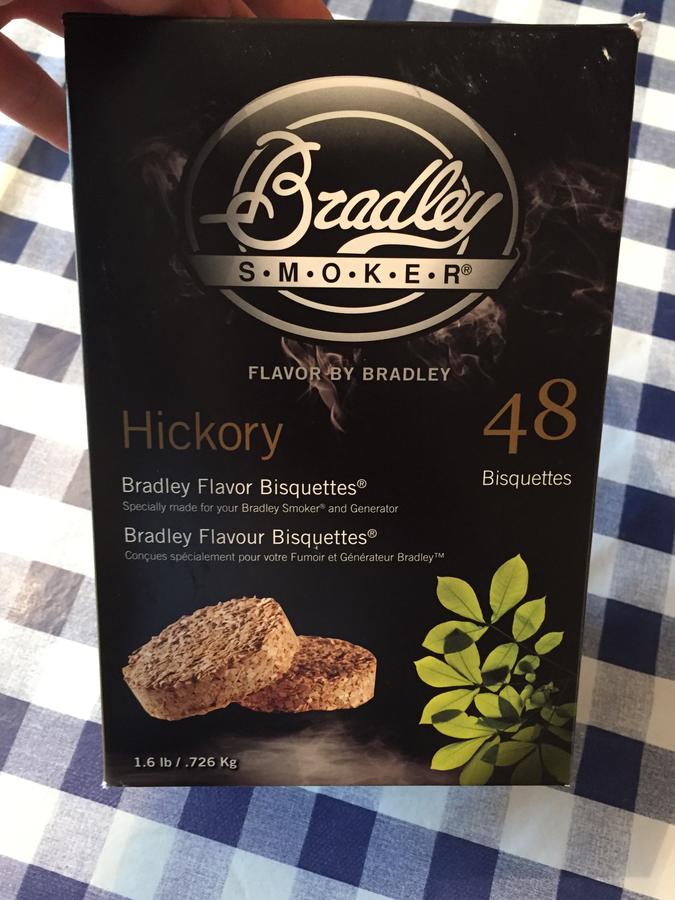 Bradley
S•M•O•K•E•R®
FLAVOR BY BRADLEY
Hickory
48
Bisquettes
Bradley Flavor Bisquettes®
Specially made for your Bradley Smoker® and Generator
Bradley Flavour Bisquettes®
Conçues spécialement pour votre Fumoir et Générateur Bradley™
1.6 lb / .726 Kg